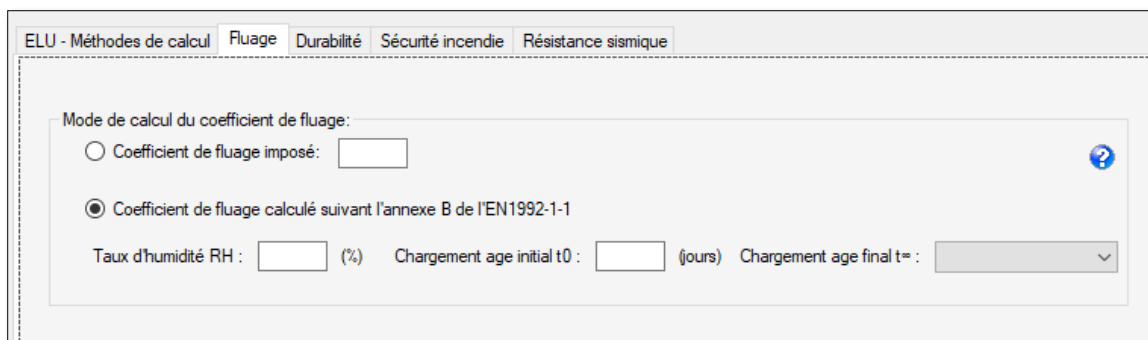 ELU - Méthodes de calcul Fluage Durabilité Sécurité incendie Résistance sismique
Mode de calcul du coefficient de fluage:
Coefficient de fluage imposé:
Coefficient de fluage calculé suivant l'annexe B de l'EN1992-1-1
Taux d'humidité RH : (%) Chargement age initial t0 : (jours) Chargement age final t∞ :